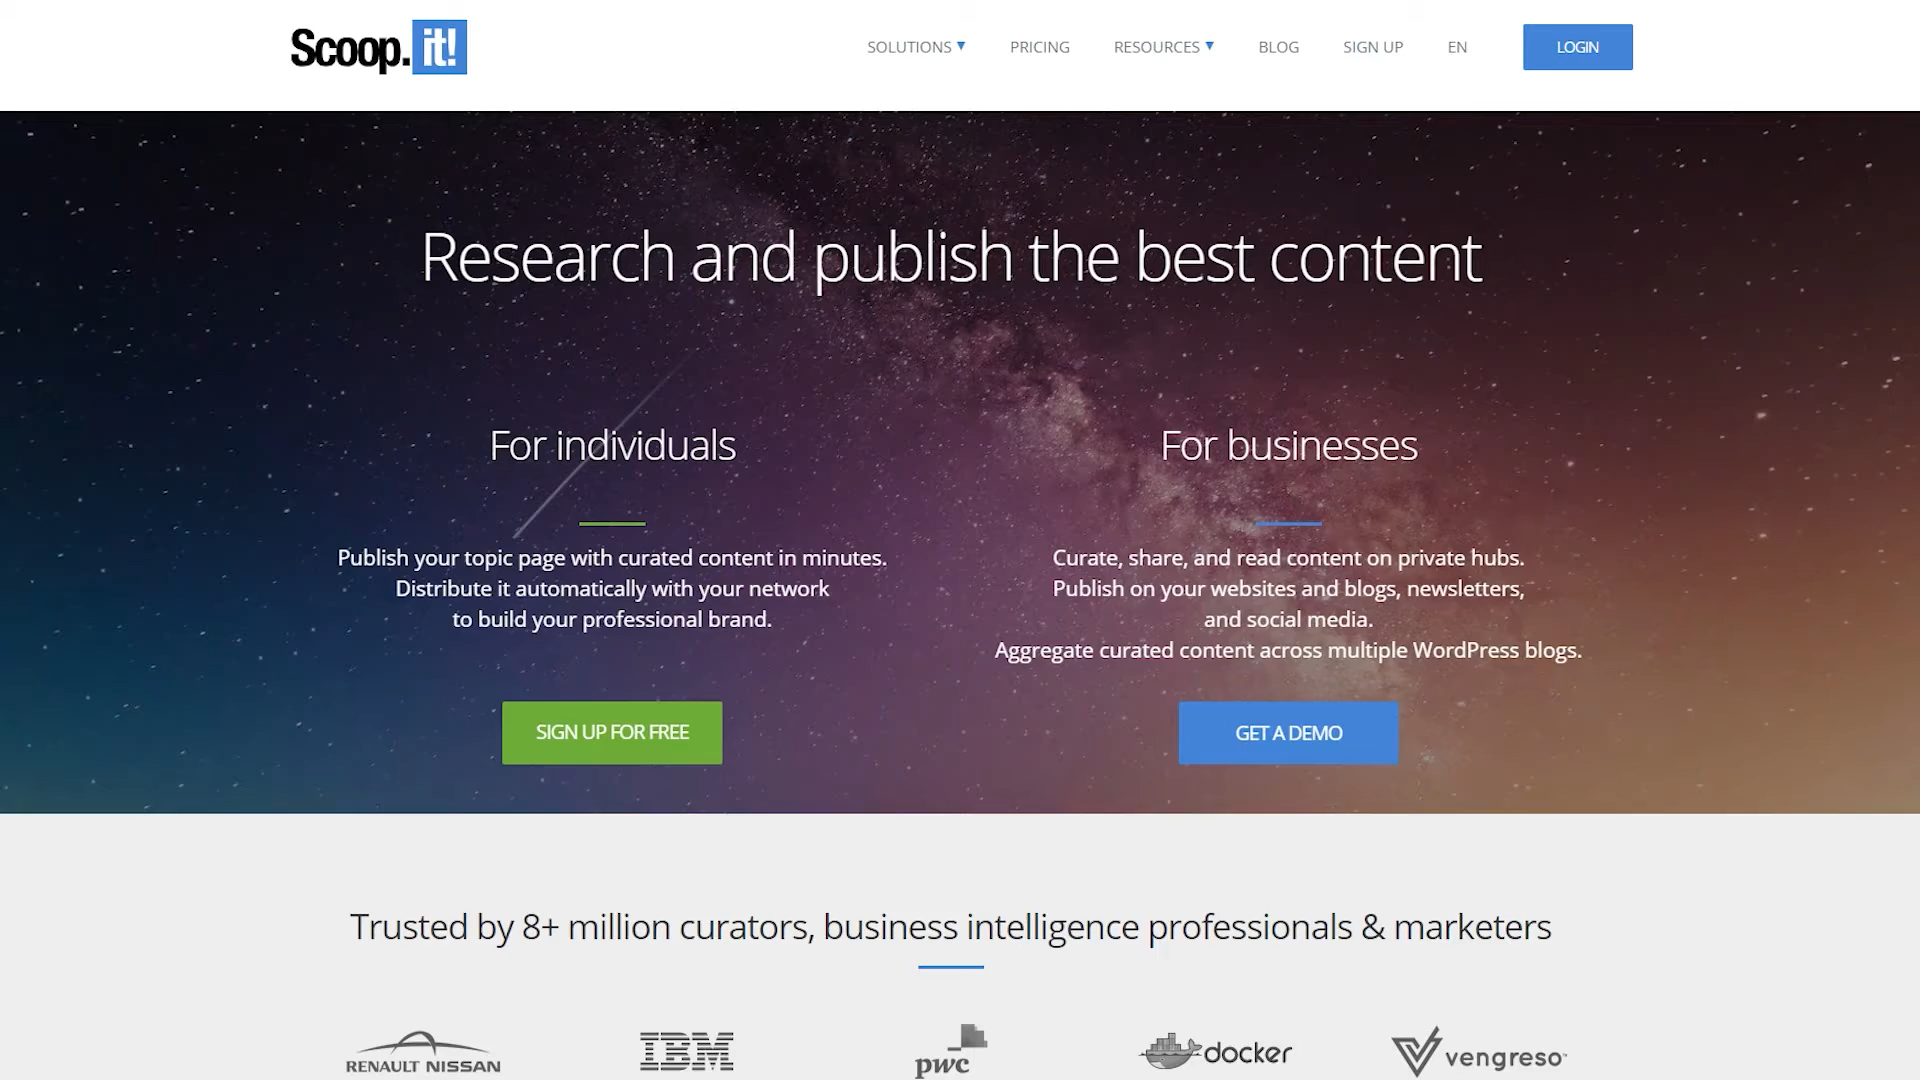 Scoop.it!
SOLUTIONS PRICING RESOURCES BLOG SIGN UP EN LOGIN
Research and publish the best content
For individuals
Publish your topic page with curated content in minutes.
Distribute it automatically with your network
to build your professional brand.
SIGN UP FOR FREE
For businesses
Curate, share, and read content on private hubs.
Publish on your websites and blogs, newsletters,
and social media.
Aggregate curated content across multiple WordPress blogs.
GET A DEMO
Trusted by 8+ million curators, business intelligence professionals & marketers
RENAULT NISSAN IBM pwc docker vengreso